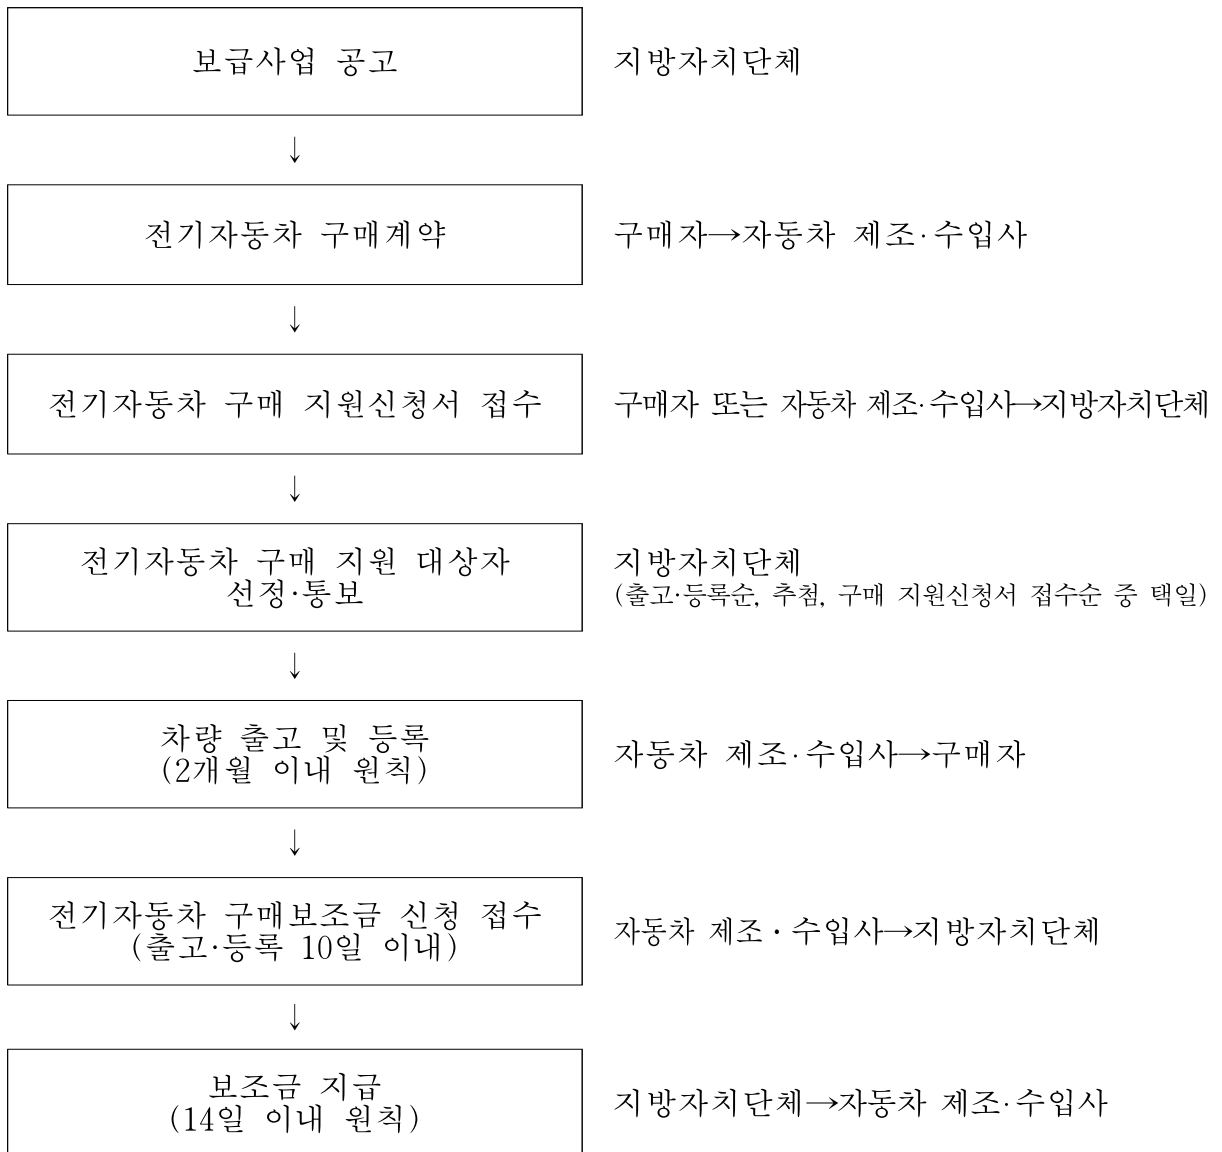 보급사업 공고
지방자치단체
↓
전기자동차 구매계약
구매자→자동차 제조·수입사
↓
전기자동차 구매 지원신청서 접수
구매자 또는 자동차 제조·수입사→지방자치단체
↓
전기자동차 구매 지원 대상자
선정·통보
지방자치단체
(출고·등록순, 추첨, 구매 지원신청서 접수순 중 택일)
↓
차량 출고 및 등록
(2개월 이내 원칙)
자동차 제조·수입사→구매자
↓
전기자동차 구매보조금 신청 접수
(출고·등록 10일 이내)
자동차 제조·수입사→지방자치단체
↓
보조금 지급
(14일 이내 원칙)
지방자치단체→자동차 제조·수입사